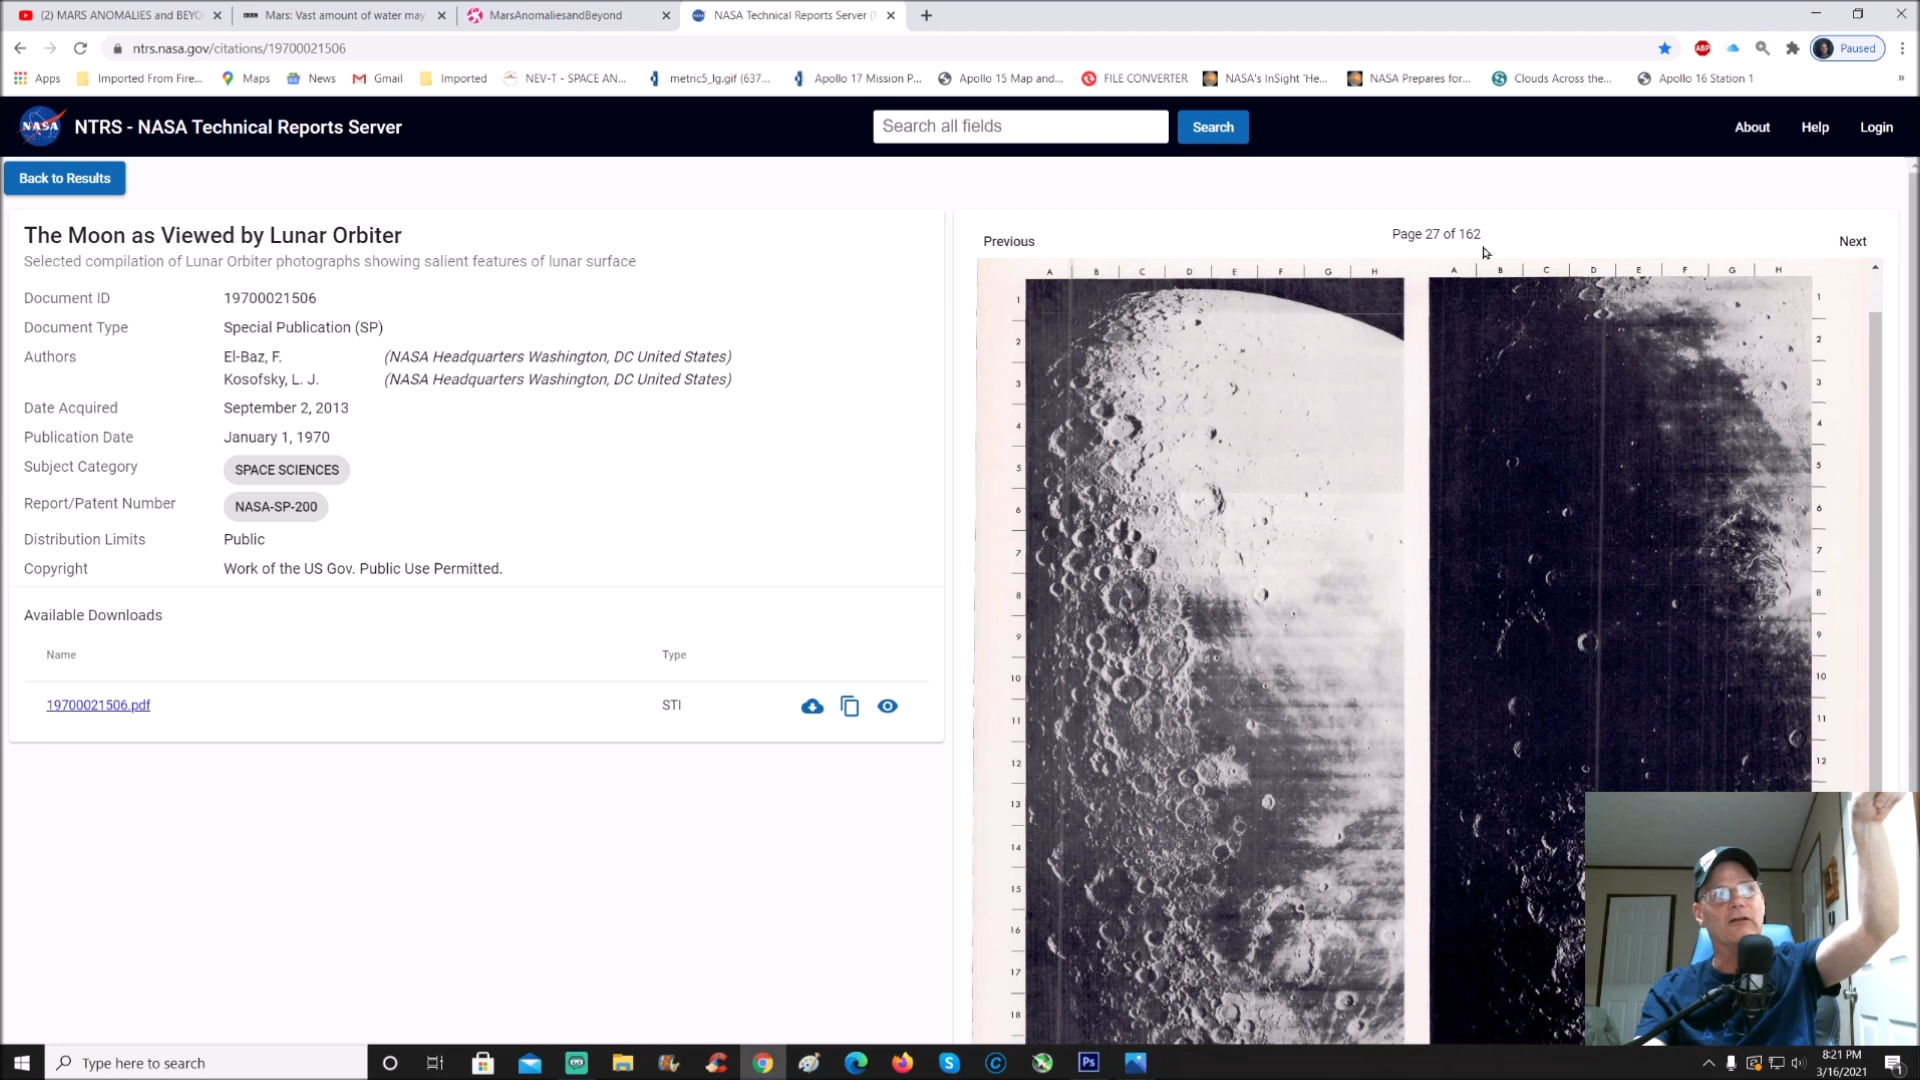 (2) MARS ANOMALIES and BEYO
Mars: Vast amount of water may
MarsAnomaliesandBeyond
NASA Technical Reports Server (
ntrs.nasa.gov/citations/19700021506
ABP
Paused
Apps
Imported From Fire...
Maps
News
Gmail
Imported
NEV-T - SPACE AN...
metric5_lg.gif (637...
Apollo 17 Mission P...
Apollo 15 Map and...
FILE CONVERTER
NASA's InSight 'He...
NASA Prepares for...
Clouds Across the...
Apollo 16 Station 1
NASA
NTRS - NASA Technical Reports Server
Search all fields
Search
About
Help
Login
Back to Results
The Moon as Viewed by Lunar Orbiter
Selected compilation of Lunar Orbiter photographs showing salient features of lunar surface
Document ID 19700021506
Document Type Special Publication (SP)
Authors El-Baz, F. (NASA Headquarters Washington, DC United States)
Kosofsky, L. J. (NASA Headquarters Washington, DC United States)
Date Acquired September 2, 2013
Publication Date January 1, 1970
Subject Category SPACE SCIENCES
Report/Patent Number NASA-SP-200
Distribution Limits Public
Copyright Work of the US Gov. Public Use Permitted.
Available Downloads
Name Type
19700021506.pdf STI
Previous
Page 27 of 162
Next
A B C D E F G H
A B C D E F G H
1
2
3
4
5
6
7
8
9
10
11
12
13
14
15
16
17
18
1
2
3
4
5
6
7
8
9
10
11
12
Type here to search
Ps
8:21 PM
3/16/2021
1